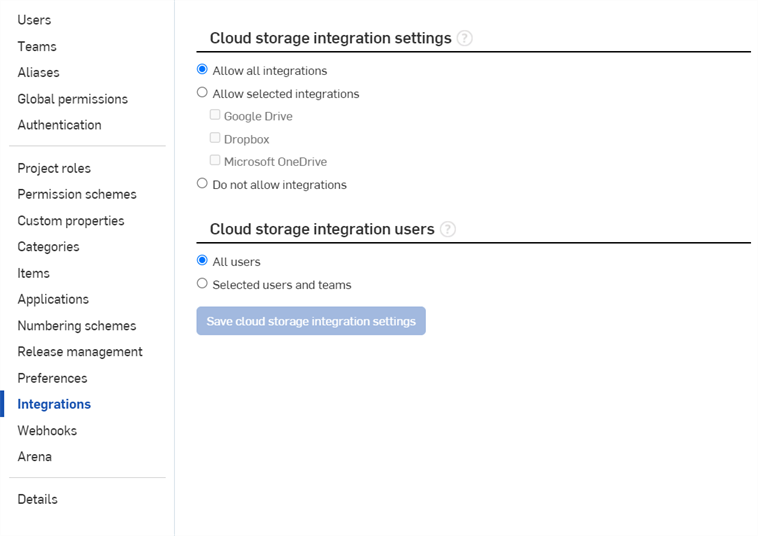 Users
Teams
Aliases
Global permissions
Authentication
Project roles
Permission schemes
Custom properties
Categories
Items
Applications
Numbering schemes
Release management
Preferences
Integrations
Webhooks
Arena
Details
Cloud storage integration settings ?
Allow all integrations
Allow selected integrations
Google Drive
Dropbox
Microsoft OneDrive
Do not allow integrations
Cloud storage integration users ?
All users
Selected users and teams
Save cloud storage integration settings